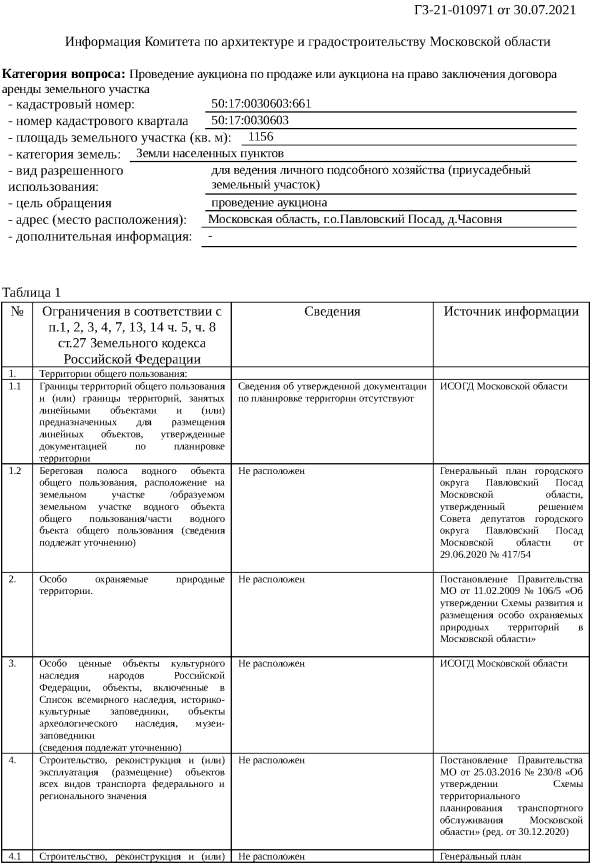 ГЗ-21-010971 от 30.07.2021
Информация Комитета по архитектуре и градостроительству Московской области
Категория вопроса: Проведение аукциона по продаже или аукциона на право заключения договора
аренды земельного участка
- кадастровый номер: 50:17:0030603:661
- номер кадастрового квартала 50:17:0030603
- площадь земельного участка (кв. м): 1156
- категория земель: Земли населенных пунктов
- вид разрешенного использования: для ведения личного подсобного хозяйства (приусадебный
земельный участок)
- цель обращения проведение аукциона
- адрес (место расположения): Московская область, г.о.Павловский Посад, д.Часовня
- дополнительная информация: -
Таблица 1
№ Ограничения в соответствии с Сведения Источник информации
п.1, 2, 3, 4, 7, 13, 14 ч. 5, ч. 8
ст.27 Земельного кодекса
Российской Федерации
1. Территории общего пользования:
1.1 Границы территорий общего пользования
и (или) границы территорий, занятых
линейными объектами и (или)
предназначенных для размещения
линейных объектов, утвержденные
документацией по планировке
территории
Сведения об утвержденной документации
по планировке территории отсутствуют
ИСОГД Московской области
1.2 Береговая полоса водного объекта
общего пользования, расположение на
земельном участке /образуемом
земельном участке водного объекта
общего пользования/части водного
бъекта общего пользования (сведения
подлежат уточнению)
Не расположен
Генеральный план городского
округа Павловский Посад
Московской области,
утвержденный решением
Совета депутатов городского
округа Павловский Посад
Московской области от
29.06.2020 № 417/54
2. Особо охраняемые природные
территории.
Не расположен
Постановление Правительства
МО от 11.02.2009 № 106/5 «Об
утверждении Схемы развития и
размещения особо охраняемых
природных территорий в
Московской области»
3. Особо ценные объекты культурного
наследия народов Российской
Федерации, объекты, включенные в
Список всемирного наследия, историко-
культурные заповедники, объекты
археологического наследия, музеи-
заповедники
(сведения подлежат уточнению)
Не расположен
ИСОГД Московской области
4. Строительство, реконструкция и (или)
эксплуатация (размещение) объектов
всех видов транспорта федерального и
регионального значения
Не расположен
Постановление Правительства
МО от 25.03.2016 № 230/8 «Об
утверждении Схемы
территориального
планирования транспортного
обслуживания Московской
области» (ред. от 30.12.2020)
4.1 Строительство, реконструкция и (или) Не расположен Генеральный план